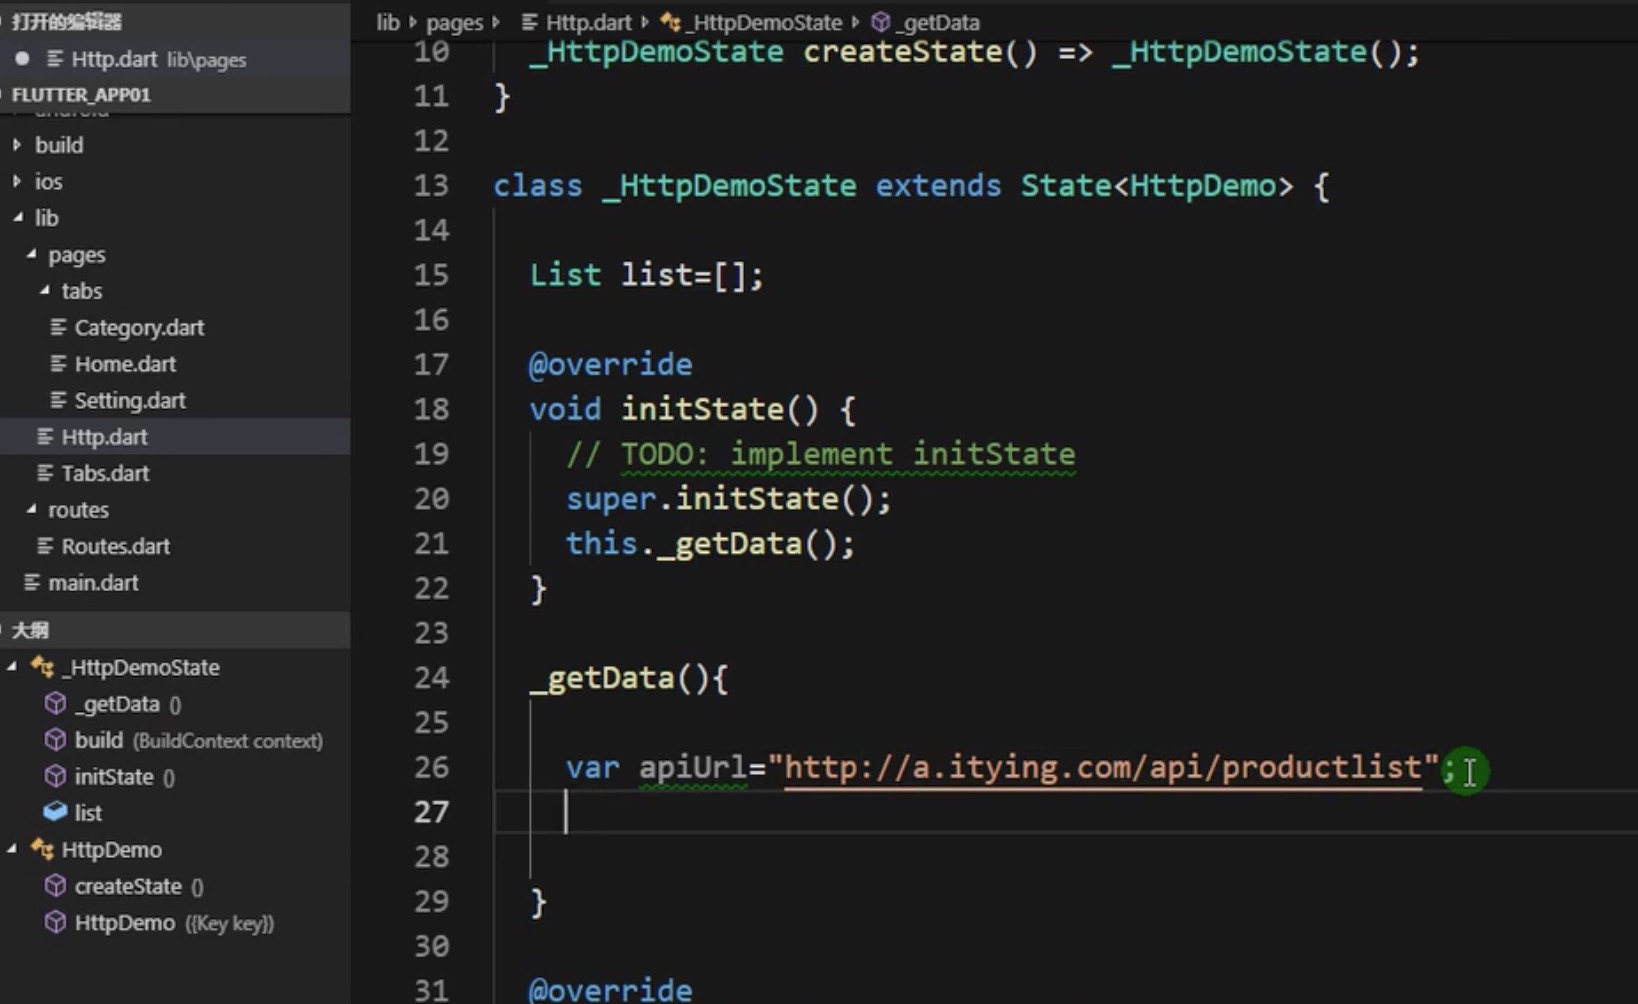 打开的编辑器
Http.dart lib\pages
FLUTTER_APP01
android
build
ios
lib
pages
tabs
Category.dart
Home.dart
Setting.dart
Http.dart
Tabs.dart
routes
Routes.dart
main.dart
大纲
_HttpDemoState
_getData ()
build (BuildContext context)
initState ()
list
HttpDemo
createState ()
HttpDemo ({Key key})
lib pages Http.dart _HttpDemoState _getData
10 _HttpDemoState createState() => _HttpDemoState();
11 }
12
13 class _HttpDemoState extends State<HttpDemo> {
14
15 List list=[];
16
17 @override
18 void initState() {
19 // TODO: implement initState
20 super.initState();
21 this._getData();
22 }
23
24 _getData(){
25
26 var apiUrl="http://a.itying.com/api/productlist";
27
28
29 }
30
31 @override